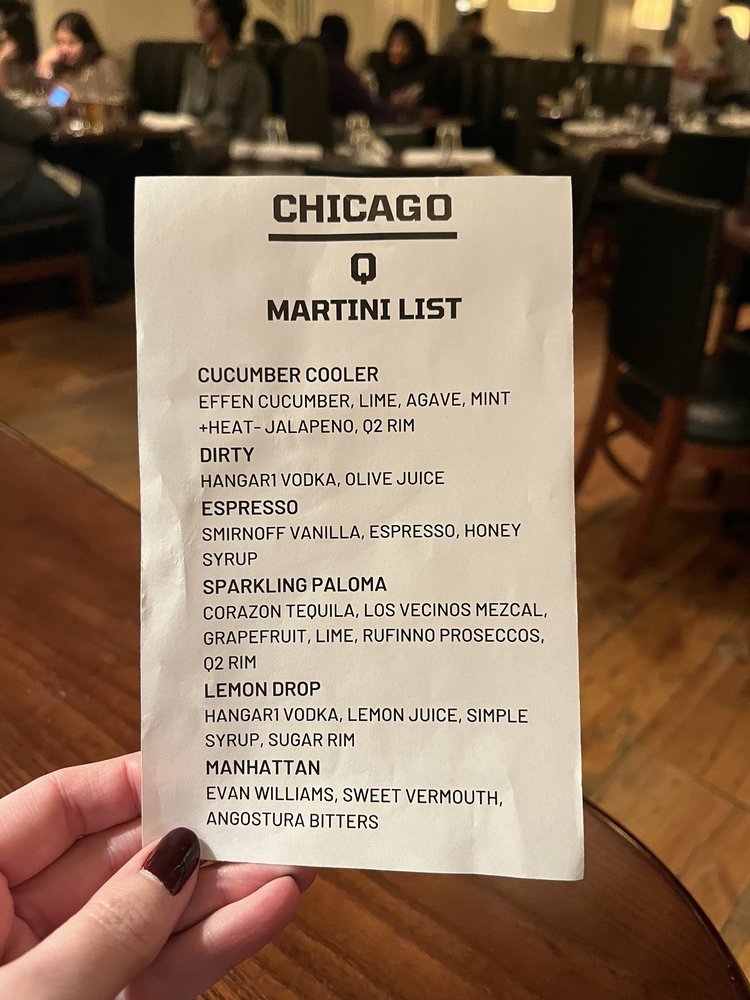 CHICAGO
Q
MARTINI LIST
CUCUMBER COOLER
EFFEN CUCUMBER, LIME, AGAVE, MINT
+HEAT- JALAPENO, Q2 RIM
DIRTY
HANGAR1 VODKA, OLIVE JUICE
ESPRESSO
SMIRNOFF VANILLA, ESPRESSO, HONEY
SYRUP
SPARKLING PALOMA
CORAZON TEQUILA, LOS VECINOS MEZCAL,
GRAPEFRUIT, LIME, RUFINNO PROSECCOS,
Q2 RIM
LEMON DROP
HANGAR1 VODKA, LEMON JUICE, SIMPLE
SYRUP, SUGAR RIM
MANHATTAN
EVAN WILLIAMS, SWEET VERMOUTH,
ANGOSTURA BITTERS